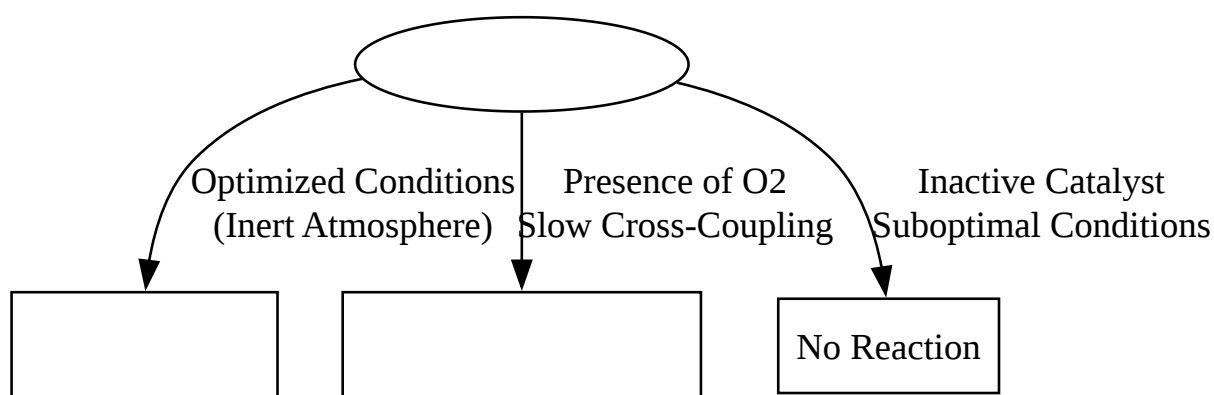 Optimized Conditions
(Inert Atmosphere)
Presence of O2
Slow Cross-Coupling
Inactive Catalyst
Suboptimal Conditions
No Reaction